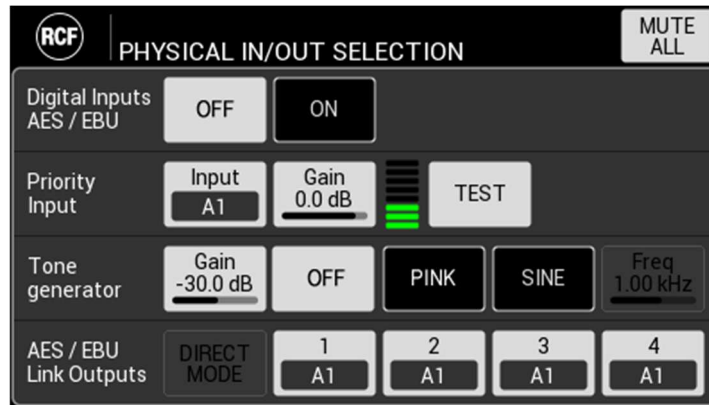 RCF
PHYSICAL IN/OUT SELECTION
MUTE
ALL
Digital Inputs
AES / EBU
OFF
ON
Priority
Input
Input
A1
Gain
0.0 dB
TEST
Tone
generator
Gain
-30.0 dB
OFF
PINK
SINE
Freq
1.00 kHz
AES / EBU
Link Outputs
DIRECT
MODE
1
A1
2
A1
3
A1
4
A1